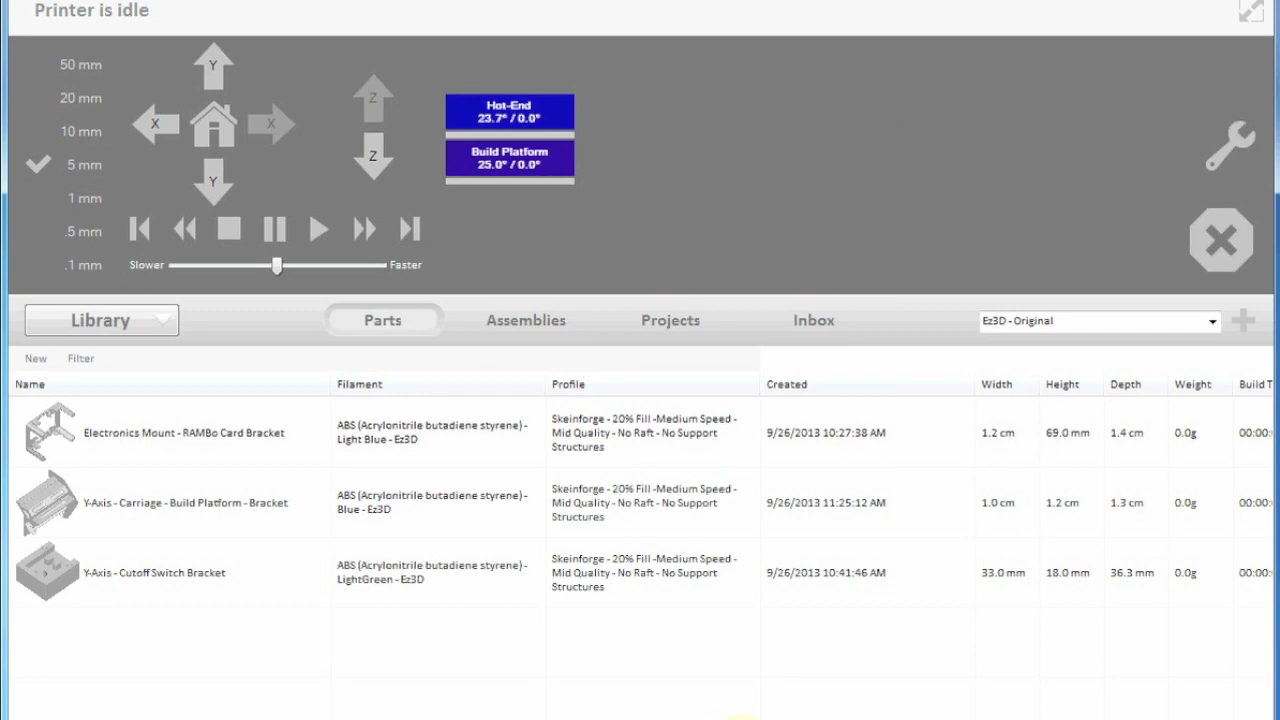 Printer is idle
50 mm
20 mm
10 mm
5 mm
1 mm
.5 mm
.1 mm
Y
X
X
Y
Z
Z
Hot-End
23.7° / 0.0°
Build Platform
25.0° / 0.0°
Slower
Faster
Library
Parts
Assemblies
Projects
Inbox
Ez3D - Original
New
Filter
Name
Filament
Profile
Created
Width
Height
Depth
Weight
Build T
Electronics Mount - RAMBo Card Bracket
ABS (Acrylonitrile butadiene styrene) -
Light Blue - Ez3D
Skeinforge - 20% Fill -Medium Speed -
Mid Quality - No Raft - No Support
Structures
9/26/2013 10:27:38 AM
1.2 cm
69.0 mm
1.4 cm
0.0g
00:00:
Y-Axis - Carriage - Build Platform - Bracket
ABS (Acrylonitrile butadiene styrene) -
Blue - Ez3D
Skeinforge - 20% Fill -Medium Speed -
Mid Quality - No Raft - No Support
Structures
9/26/2013 11:25:12 AM
1.0 cm
1.2 cm
1.3 cm
0.0g
00:00:
Y-Axis - Cutoff Switch Bracket
ABS (Acrylonitrile butadiene styrene) -
LightGreen - Ez3D
Skeinforge - 20% Fill -Medium Speed -
Mid Quality - No Raft - No Support
Structures
9/26/2013 10:41:46 AM
33.0 mm
18.0 mm
36.3 mm
0.0g
00:00: